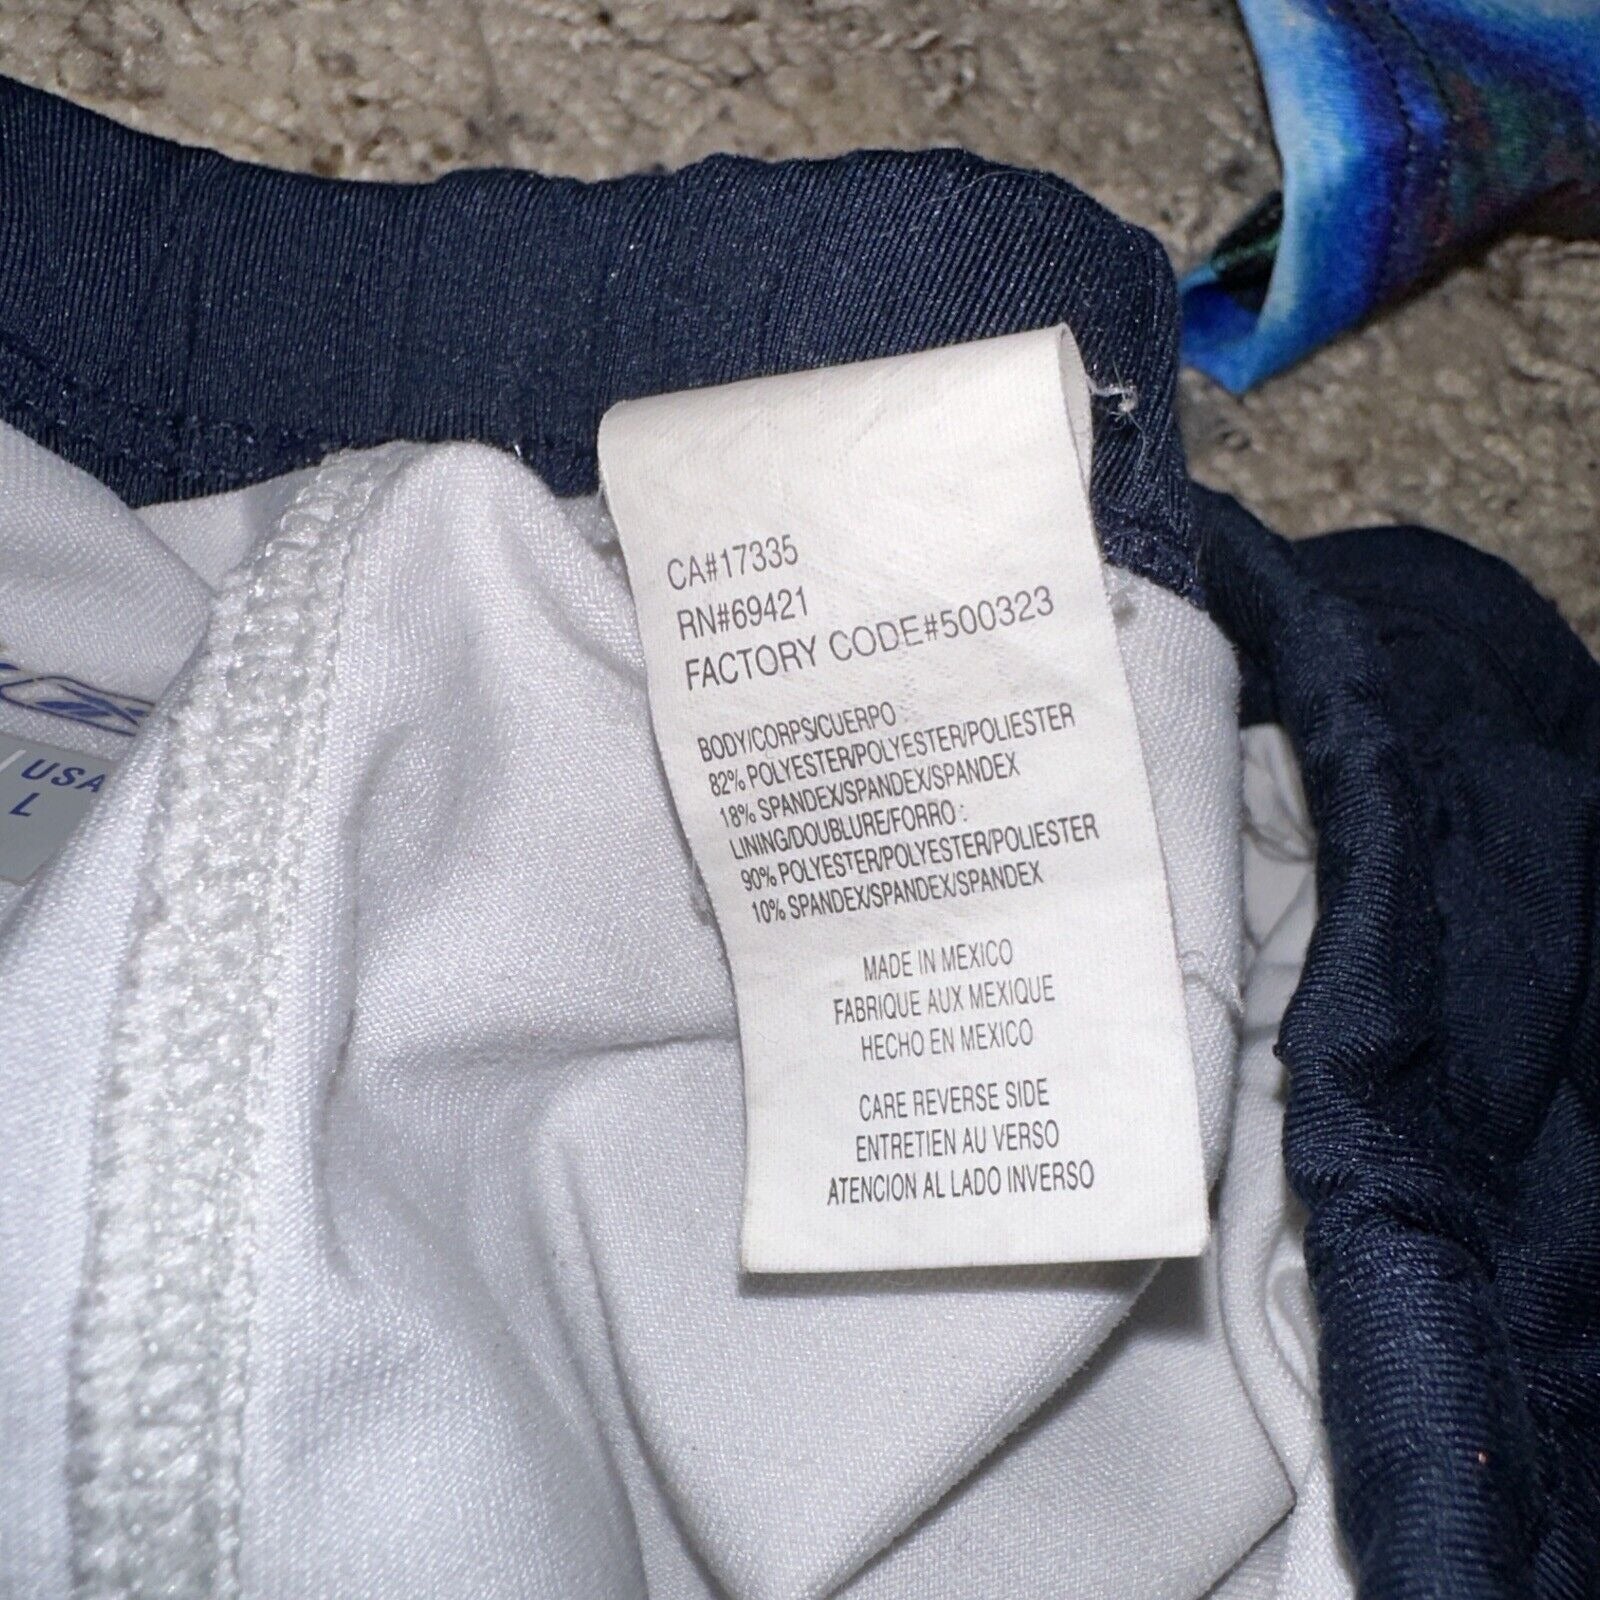 CA#17335
RN#69421
FACTORY CODE#500323
BODY/CORPS/CUERPO :
82% POLYESTER/POLYESTER/POLIESTER
18% SPANDEX/SPANDEX/SPANDEX
LINING/DOUBLURE/FORRO :
90% POLYESTER/POLYESTER/POLIESTER
10% SPANDEX/SPANDEX/SPANDEX
MADE IN MEXICO
FABRIQUE AUX MEXIQUE
HECHO EN MEXICO
CARE REVERSE SIDE
ENTRETIEN AU VERSO
ATENCION AL LADO INVERSO
USA
L